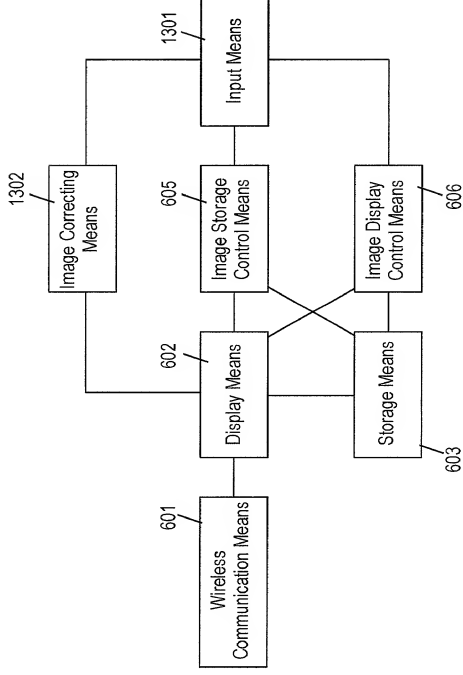 1302
Image Correcting
Means
601
Wireless
Communication Means
602
Display Means
605
Image Storage
Control Means
1301
Input Means
603
Storage Means
606
Image Display
Control Means